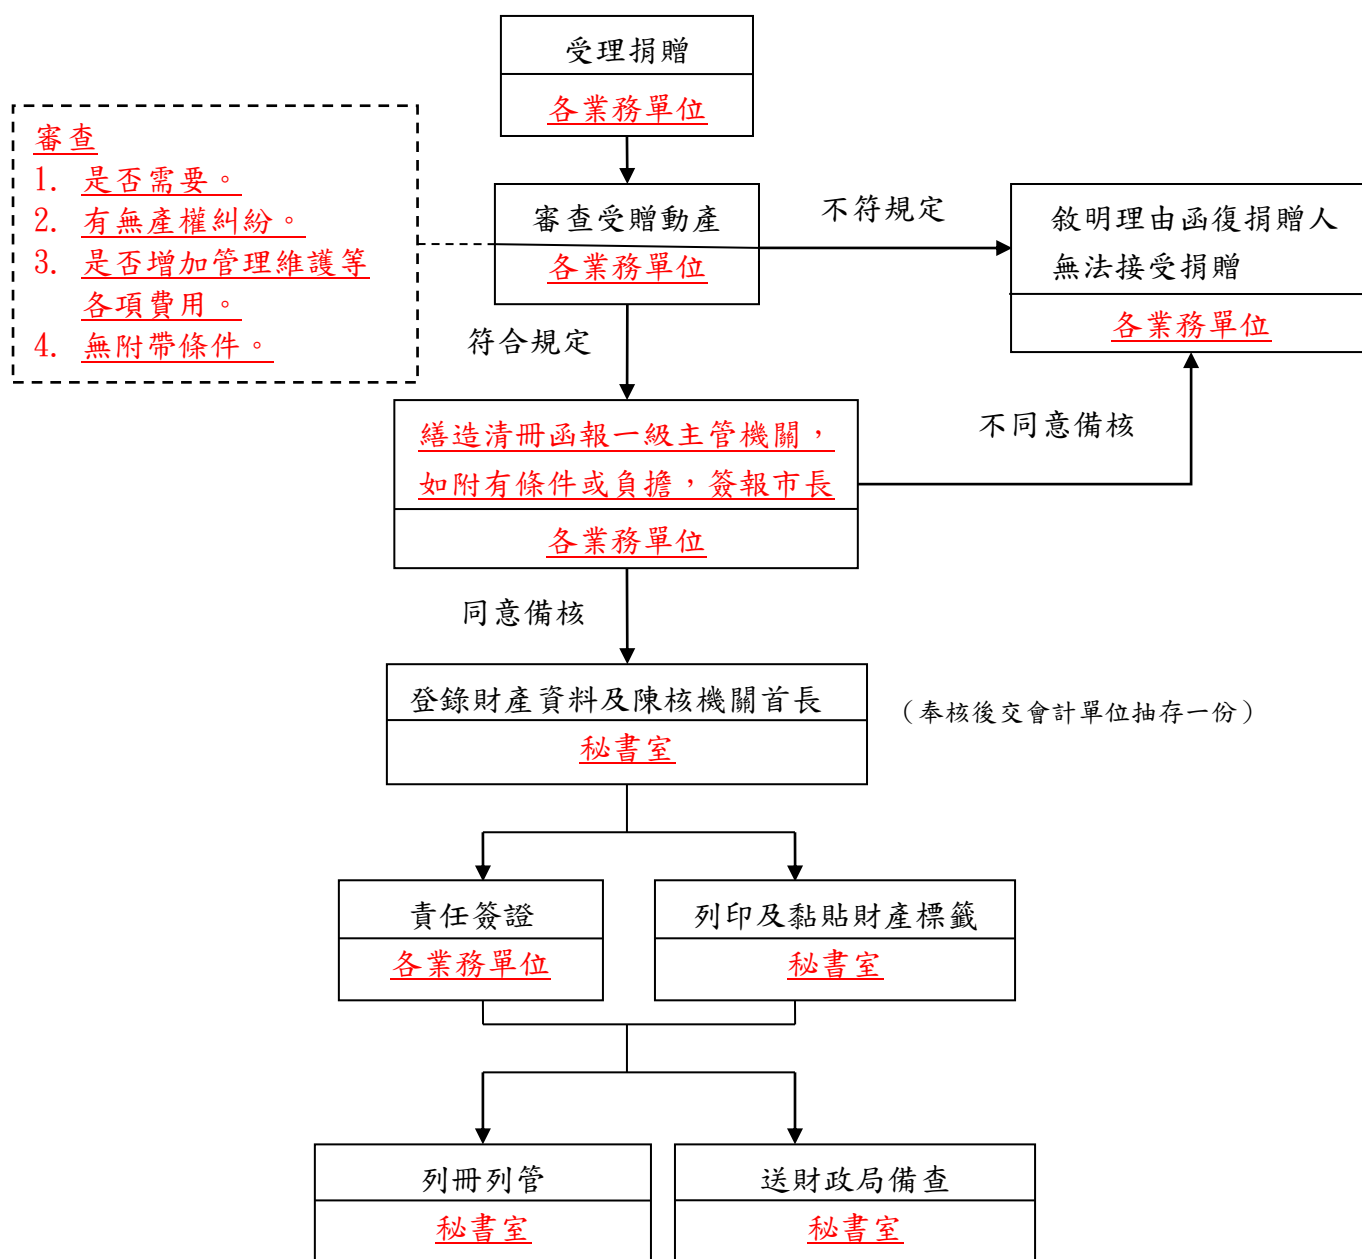 受理捐贈
各業務單位
審查
1. 是否需要。
2. 有無產權糾紛。
3. 是否增加管理維護等
各項費用。
4. 無附帶條件。
審查受贈動產
各業務單位
不符規定
敘明理由函復捐贈人
無法接受捐贈
各業務單位
符合規定
繕造清冊函報一級主管機關，
如附有條件或負擔，簽報市長
各業務單位
不同意備核
同意備核
登錄財產資料及陳核機關首長
秘書室
（奉核後交會計單位抽存一份）
責任簽證
各業務單位
列印及黏貼財產標籤
秘書室
列冊列管
秘書室
送財政局備查
秘書室